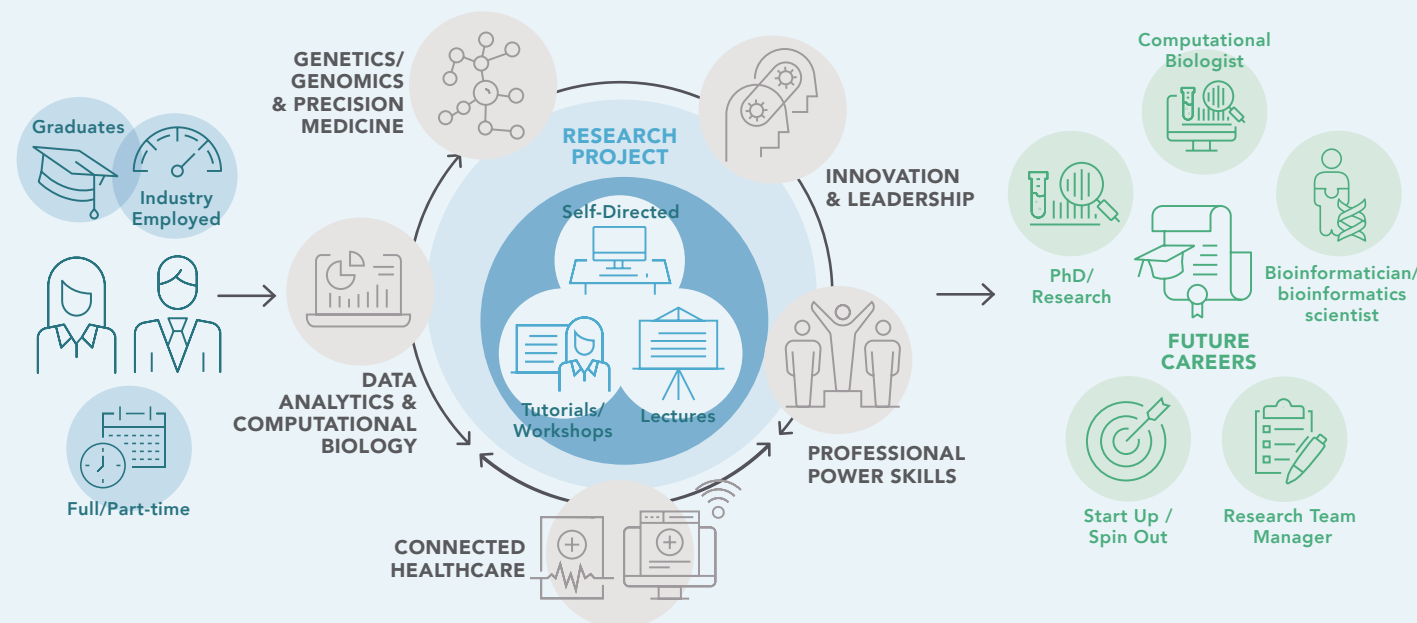 Graduates
Industry
Employed
Full/Part-time
GENETICS/
GENOMICS
& PRECISION
MEDICINE
DATA
ANALYTICS &
COMPUTATIONAL
BIOLOGY
CONNECTED
HEALTHCARE
RESEARCH
PROJECT
Self-Directed
Tutorials/
Workshops
Lectures
INNOVATION
& LEADERSHIP
PROFESSIONAL
POWER SKILLS
Computational
Biologist
PhD/
Research
Bioinformatician/
bioinformatics
scientist
FUTURE
CAREERS
Start Up /
Spin Out
Research Team
Manager